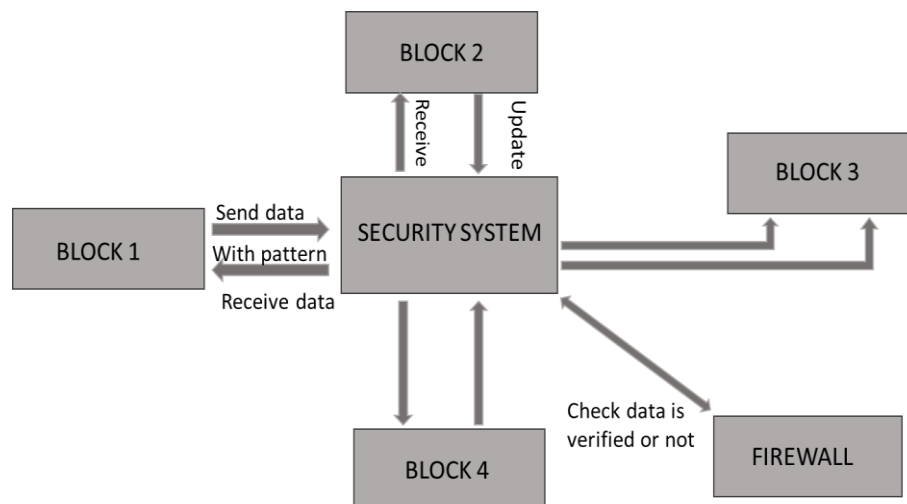 BLOCK 2
Receive
Update
BLOCK 3
Send data
BLOCK 1
With pattern
Receive data
SECURITY SYSTEM
Check data is
verified or not
BLOCK 4
FIREWALL